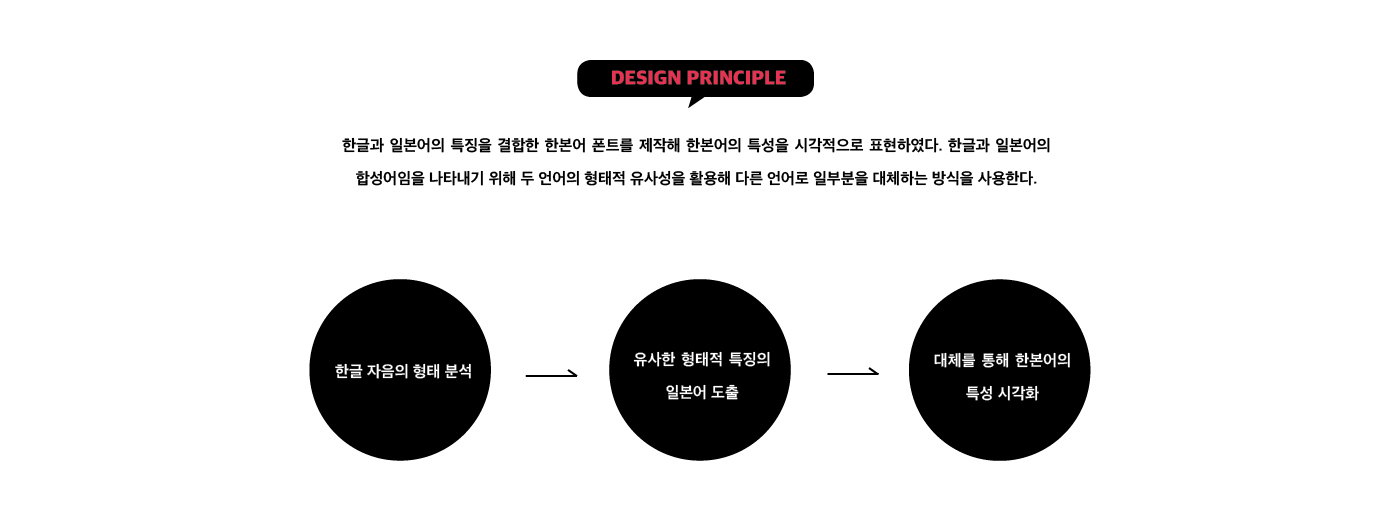 DESIGN PRINCIPLE
한글과 일본어의 특징을 결합한 한본어 폰트를 제작해 한본어의 특성을 시각적으로 표현하였다. 한글과 일본어의
합성어임을 나타내기 위해 두 언어의 형태적 유사성을 활용해 다른 언어로 일부분을 대체하는 방식을 사용한다.
한글 자음의 형태 분석
유사한 형태적 특징의
일본어 도출
대체를 통해 한본어의
특성 시각화